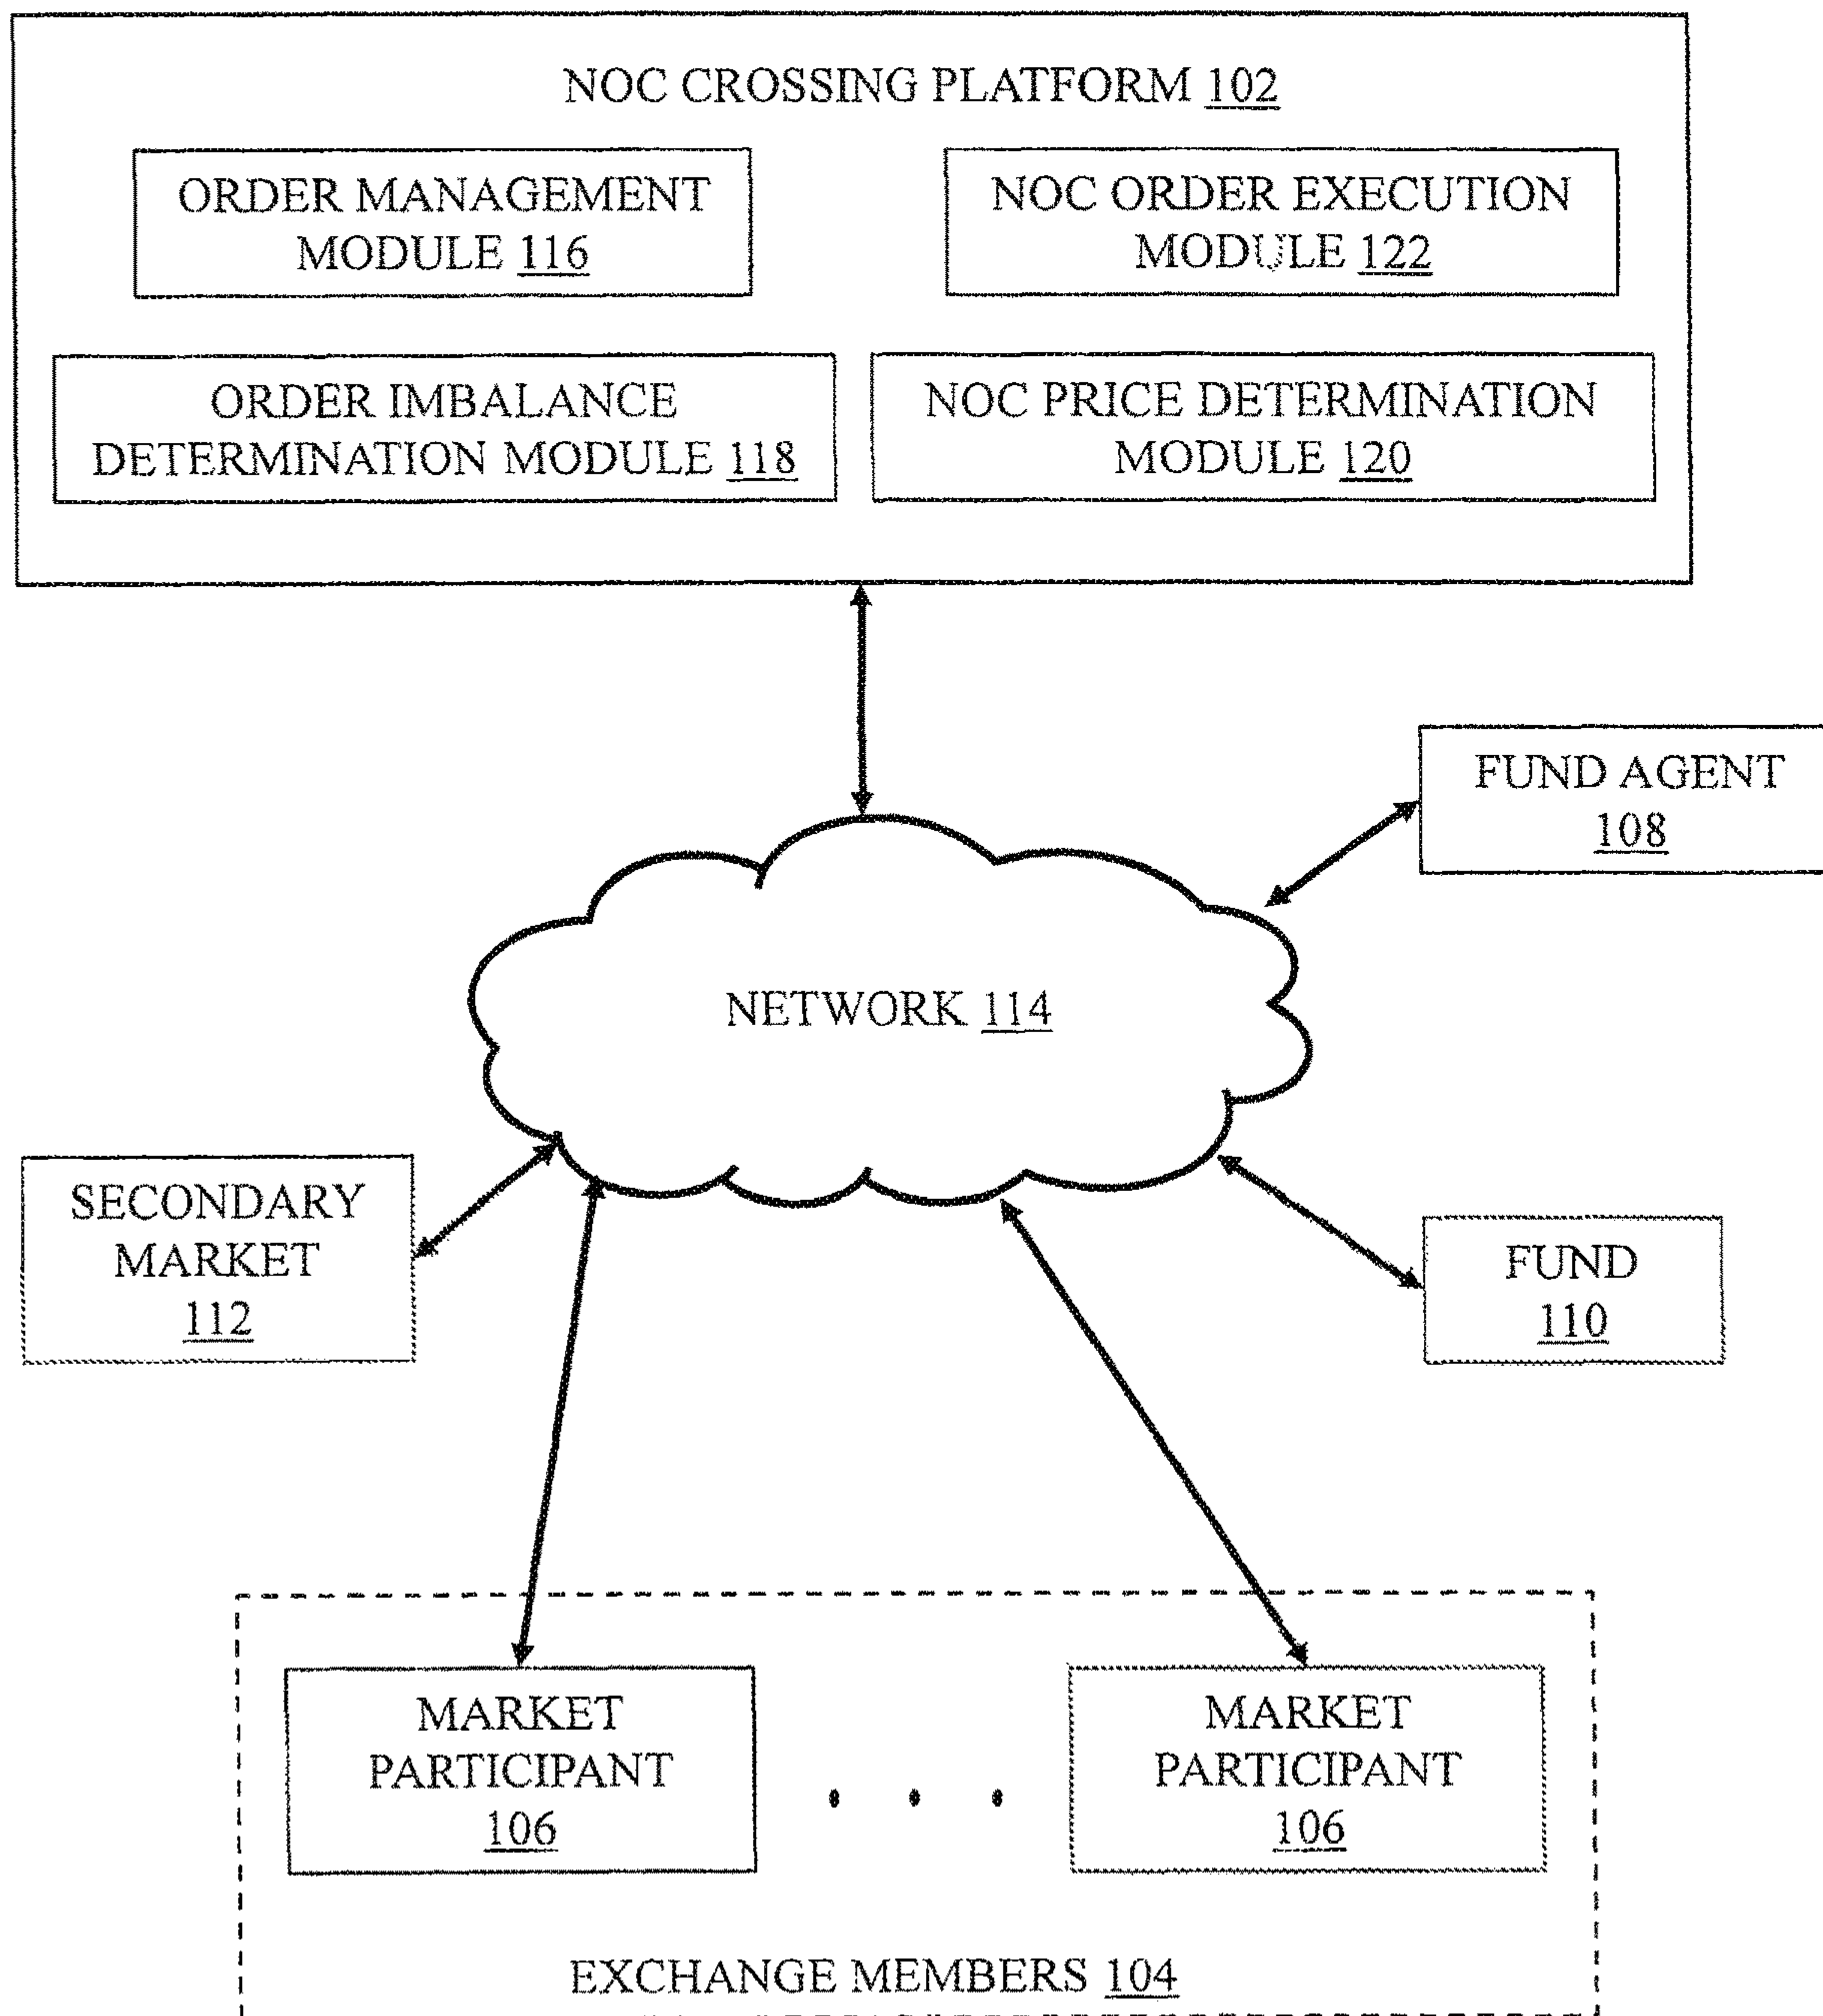 NOC CROSSING PLATFORM 102
ORDER MANAGEMENT
MODULE 116
NOC ORDER EXECUTION
MODULE 122
ORDER IMBALANCE
DETERMINATION MODULE 118
NOC PRICE DETERMINATION
MODULE 120
FUND AGENT
108
NETWORK 114
SECONDARY
MARKET
112
FUND
110
MARKET
PARTICIPANT
106
MARKET
PARTICIPANT
106
EXCHANGE MEMBERS 104